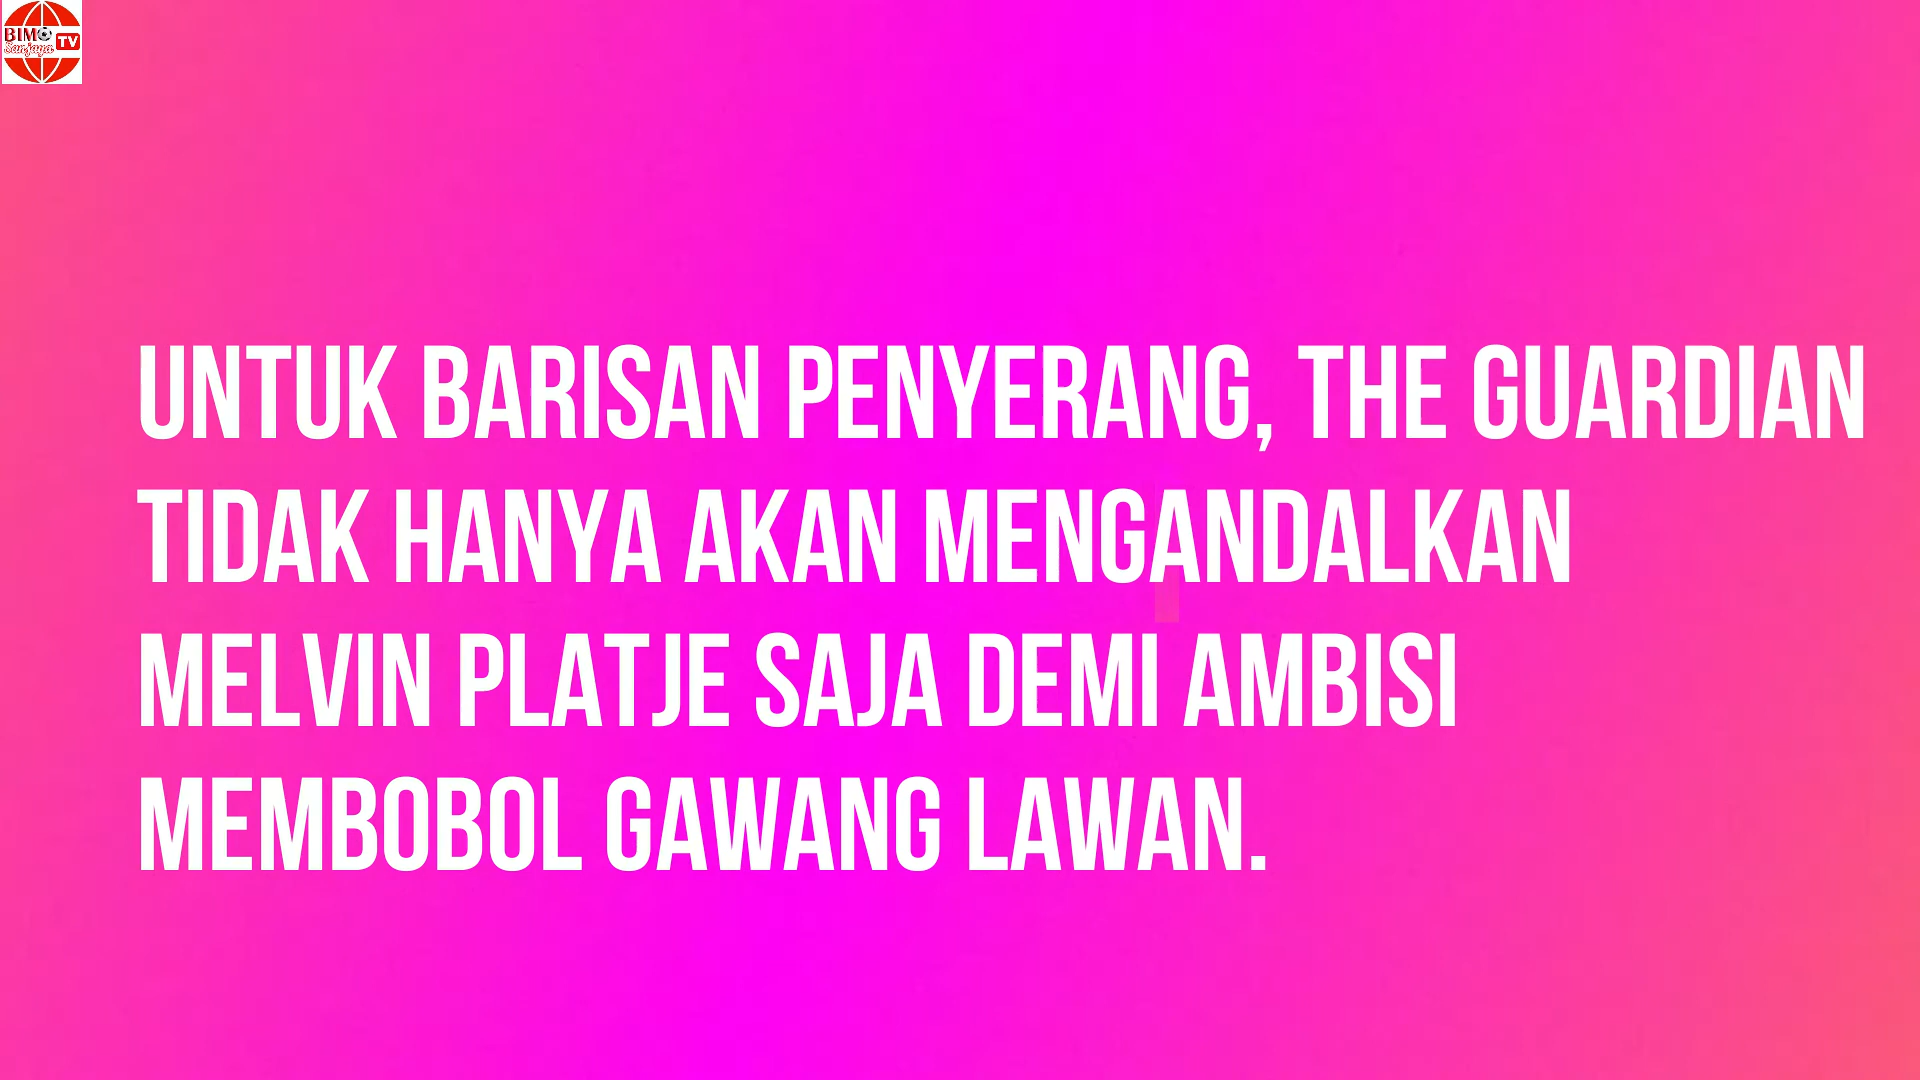 BIMO
Sanjaya TV
UNTUK BARISAN PENYERANG, THE GUARDIAN
TIDAK HANYA AKAN MENGANDALKAN
MELVIN PLATJE SAJA DEMI AMBISI
MEMBOBOL GAWANG LAWAN.